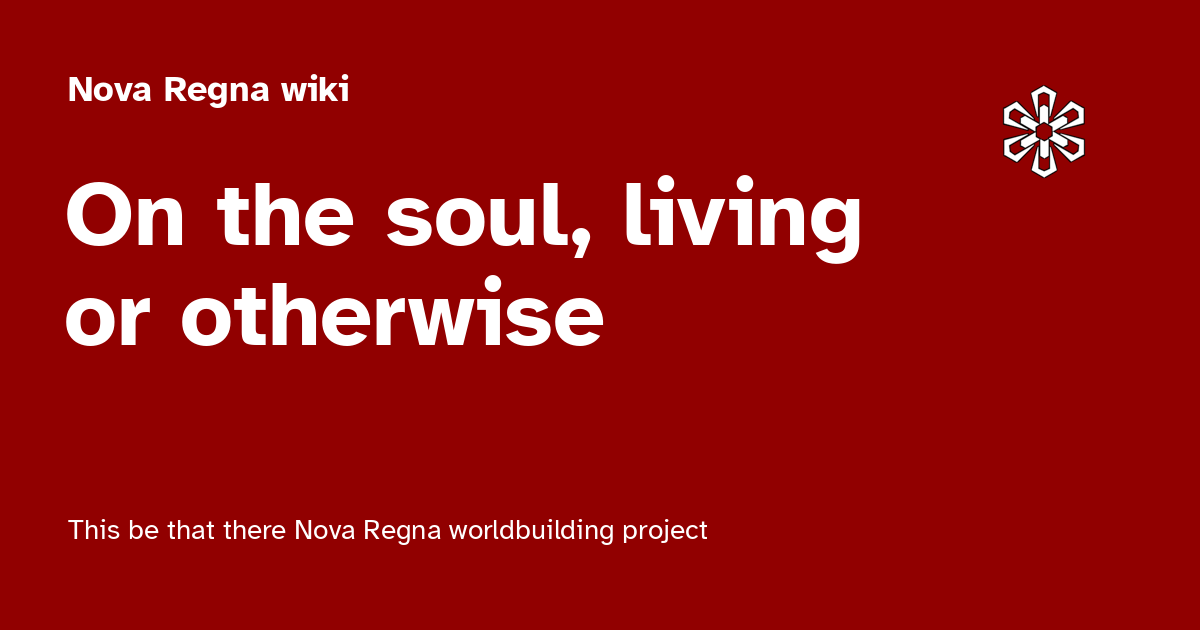 Nova Regna wiki
On the soul, living
or otherwise
This be that there Nova Regna worldbuilding project